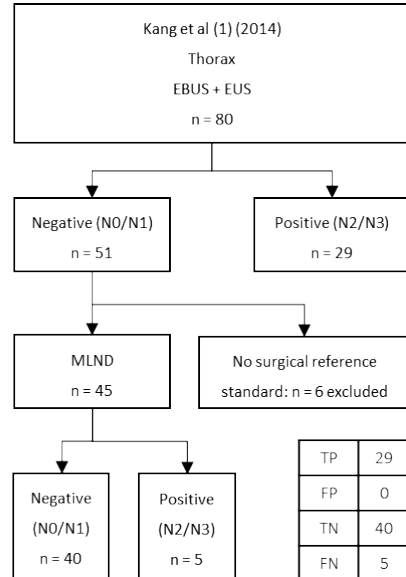 Kang et al (1) (2014)
Thorax
EBUS + EUS
n = 80
Negative (N0/N1)
n = 51
Positive (N2/N3)
n = 29
MLND
n = 45
No surgical reference
standard: n = 6 excluded
Negative
(N0/N1)
n = 40
Positive
(N2/N3)
n = 5
TP 29
FP 0
TN 40
FN 5